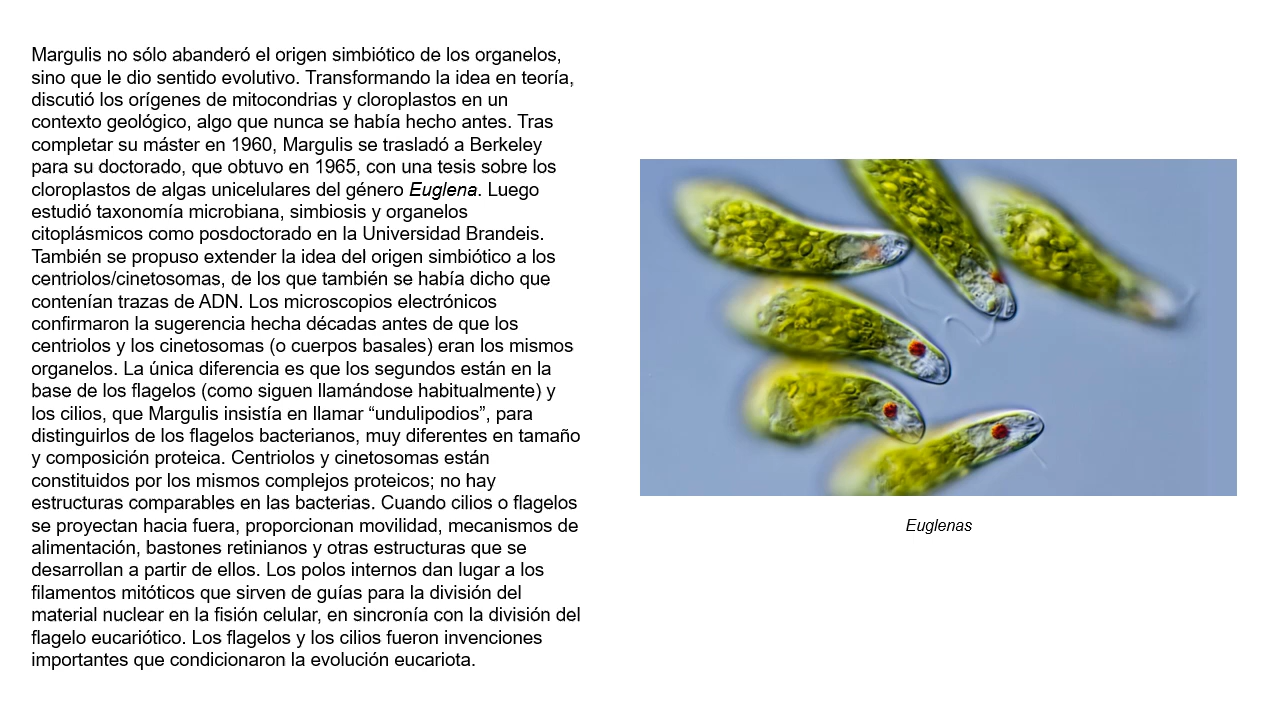 Margulis no sólo abanderó el origen simbiótico de los organelos,
sino que le dio sentido evolutivo. Transformando la idea en teoría,
discutió los orígenes de mitocondrias y cloroplastos en un
contexto geológico, algo que nunca se había hecho antes. Tras
completar su máster en 1960, Margulis se trasladó a Berkeley
para su doctorado, que obtuvo en 1965, con una tesis sobre los
cloroplastos de algas unicelulares del género Euglena. Luego
estudió taxonomía microbiana, simbiosis y organelos
citoplásmicos como posdoctorado en la Universidad Brandeis.
También se propuso extender la idea del origen simbiótico a los
centriolos/cinetosomas, de los que también se había dicho que
contenían trazas de ADN. Los microscopios electrónicos
confirmaron la sugerencia hecha décadas antes de que los
centriolos y los cinetosomas (o cuerpos basales) eran los mismos
organelos. La única diferencia es que los segundos están en la
base de los flagelos (como siguen llamándose habitualmente) y
los cilios, que Margulis insistía en llamar “undulipodios”, para
distinguirlos de los flagelos bacterianos, muy diferentes en tamaño
y composición proteica. Centriolos y cinetosomas están
constituidos por los mismos complejos proteicos; no hay
estructuras comparables en las bacterias. Cuando cilios o flagelos
se proyectan hacia fuera, proporcionan movilidad, mecanismos de
alimentación, bastones retinianos y otras estructuras que se
desarrollan a partir de ellos. Los polos internos dan lugar a los
filamentos mitóticos que sirven de guías para la división del
material nuclear en la fisión celular, en sincronía con la división del
flagelo eucariótico. Los flagelos y los cilios fueron invenciones
importantes que condicionaron la evolución eucariota.
Euglenas